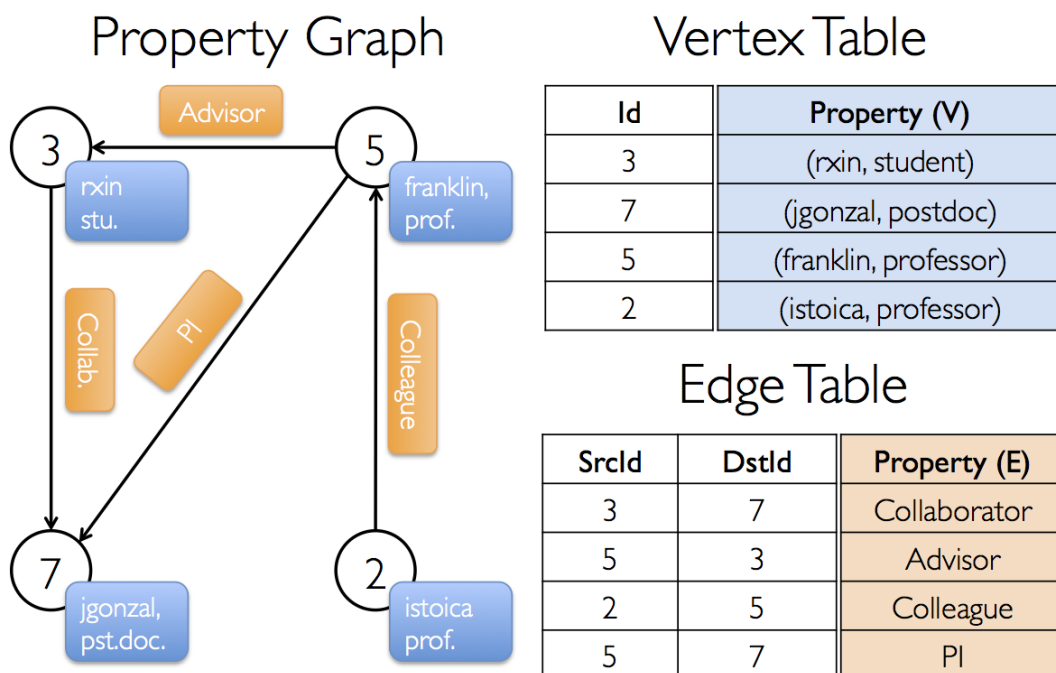 Property Graph
Advisor
3
5
rxin
stu.
franklin,
prof.
Collab.
PI
Colleague
7
2
jgonzal,
pst.doc.
istoica
prof.
Vertex Table
Id Property (V)
3 (rxin, student)
7 (jgonzal, postdoc)
5 (franklin, professor)
2 (istoica, professor)
Edge Table
SrcId DstId Property (E)
3 7 Collaborator
5 3 Advisor
2 5 Colleague
5 7 PI